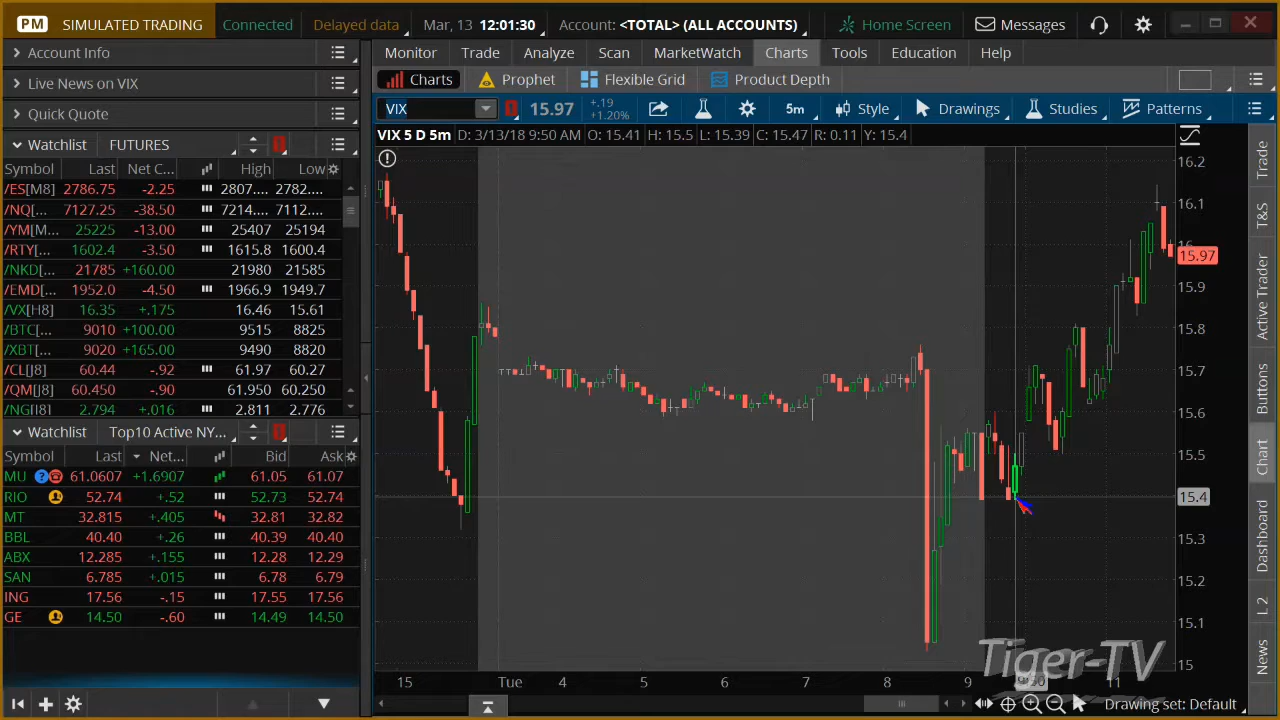 PM SIMULATED TRADING Connected Delayed data Mar, 13 12:01:30 Account: <TOTAL> (ALL ACCOUNTS) Home Screen Messages
Account Info
Live News on VIX
Quick Quote
Watchlist FUTURES
Symbol Last Net C... High Low
/ES[M8] 2786.75 -2.25 2807.... 2782....
/NQ[... 7127.25 -38.50 7214.... 7112....
/YM[M... 25225 -13.00 25407 25194
/RTY[... 1602.4 -3.50 1615.8 1600.4
/NKD[... 21785 +160.00 21980 21585
/EMD[... 1952.0 -4.50 1966.9 1949.7
/VX[H8] 16.35 +.175 16.46 15.61
/BTC[... 9010 +100.00 9515 8825
/XBT[... 9020 +165.00 9490 8820
/CL[J8] 60.44 -.92 61.97 60.27
/QM[J8] 60.450 -.90 61.950 60.250
/NG[J8] 2.794 +.016 2.811 2.776
Watchlist Top10 Active NY...
Symbol Last Net... Bid Ask
MU 61.0607 +1.6907 61.05 61.07
RIO 52.74 +.52 52.73 52.74
MT 32.815 +.405 32.81 32.82
BBL 40.40 +.26 40.39 40.40
ABX 12.285 +.155 12.28 12.29
SAN 6.785 +.015 6.78 6.79
ING 17.56 -.15 17.55 17.56
GE 14.50 -.60 14.49 14.50
Monitor Trade Analyze Scan MarketWatch Charts Tools Education Help
Charts Prophet Flexible Grid Product Depth
VIX 15.97 +.19 +1.20% 5m Style Drawings Studies Patterns
VIX 5 D 5m D: 3/13/18 9:50 AM O: 15.41 H: 15.5 L: 15.39 C: 15.47 R: 0.11 Y: 15.4
16.2
16.1
16
15.97
15.9
15.8
15.7
15.6
15.5
15.4
15.3
15.2
15.1
15
15 Tue 4 5 6 7 8 9 9:50 11
Tiger-TV
Drawing set: Default
Trade
T&S
Active Trader
Buttons
Chart
Dashboard
L 2
News